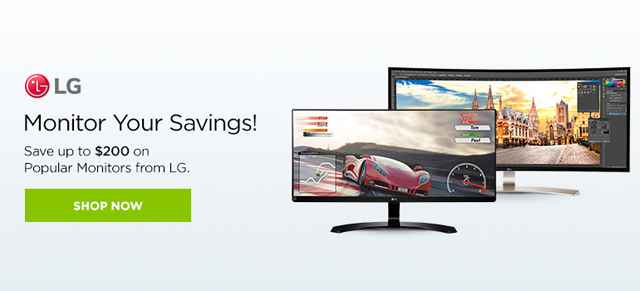 LG
Monitor Your Savings!
Save up to $200 on
Popular Monitors from LG.
SHOP NOW